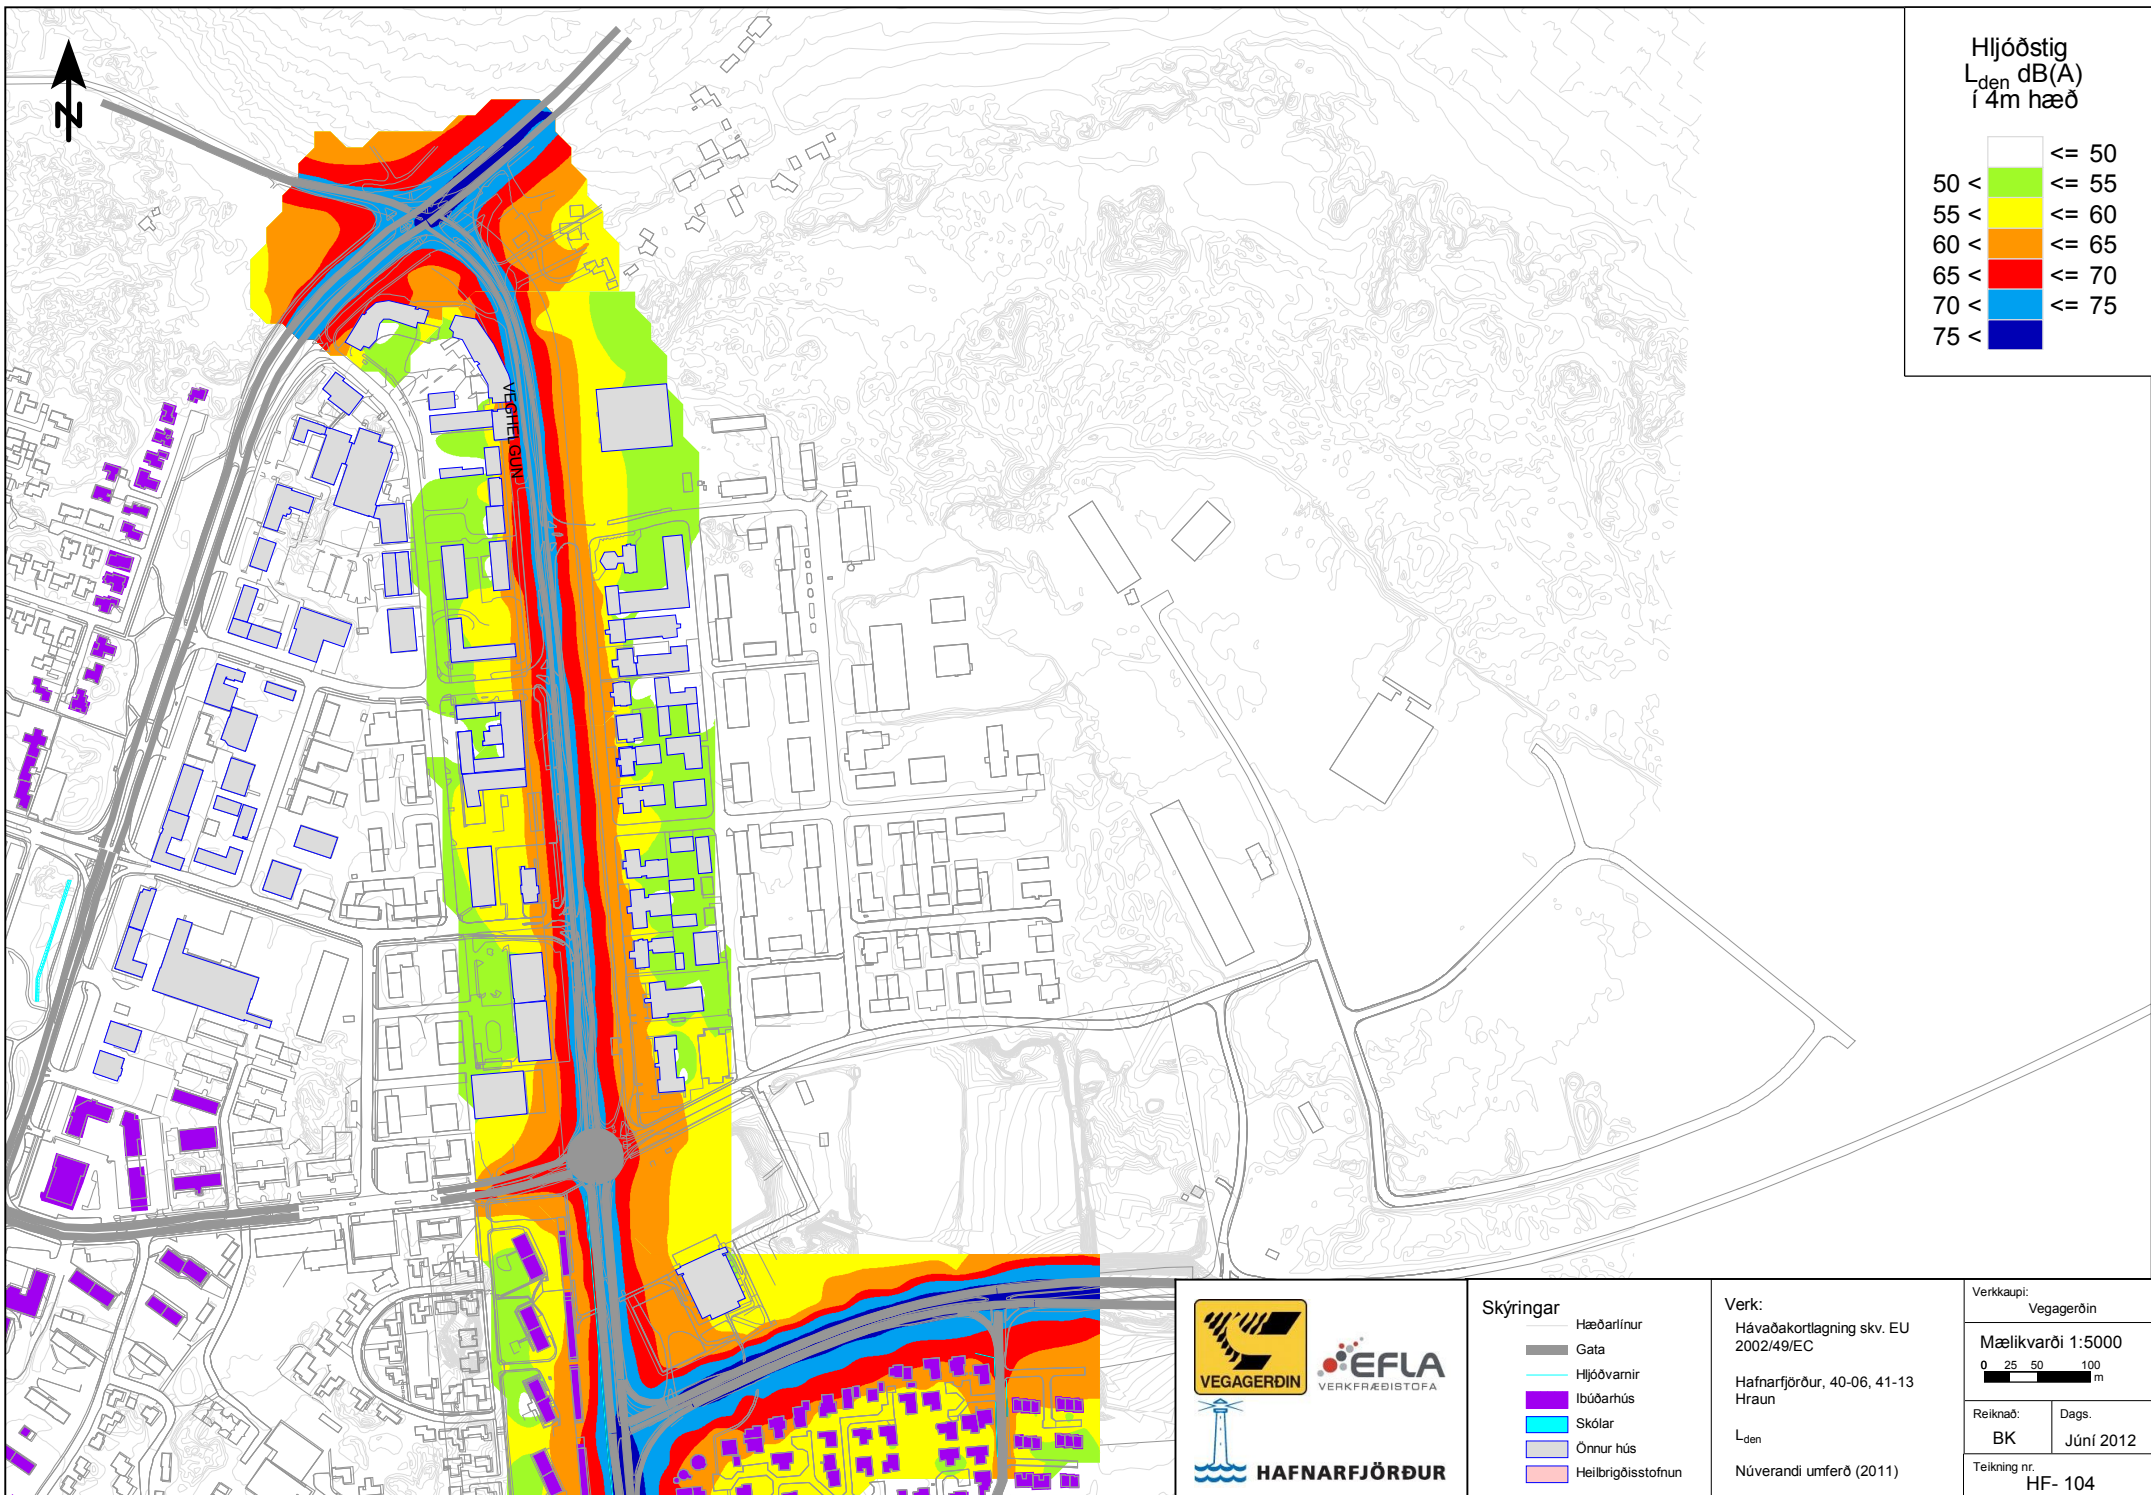 N
Hljóðstig
Lden dB(A)
í 4m hæð
<= 50
50 < <= 55
55 < <= 60
60 < <= 65
65 < <= 70
70 < <= 75
75 <
VEGHELGUN
VEGAGERÐIN
EFLA
VERKFRÆÐISTOFA
HAFNARFJÖRÐUR
Skýringar
Hæðarlínur
Gata
Hljóðvarnir
Ibúðarhús
Skólar
Önnur hús
Heilbrigðisstofnun
Verk:
Hávaðakortlagning skv. EU
2002/49/EC
Hafnarfjörður, 40-06, 41-13
Hraun
Lden
Núverandi umferð (2011)
Verkkaupi:
Vegagerðin
Mælikvarði 1:5000
0 25 50 100
m
Reiknað:
BK
Dags.
Júní 2012
Teikning nr.
HF- 104